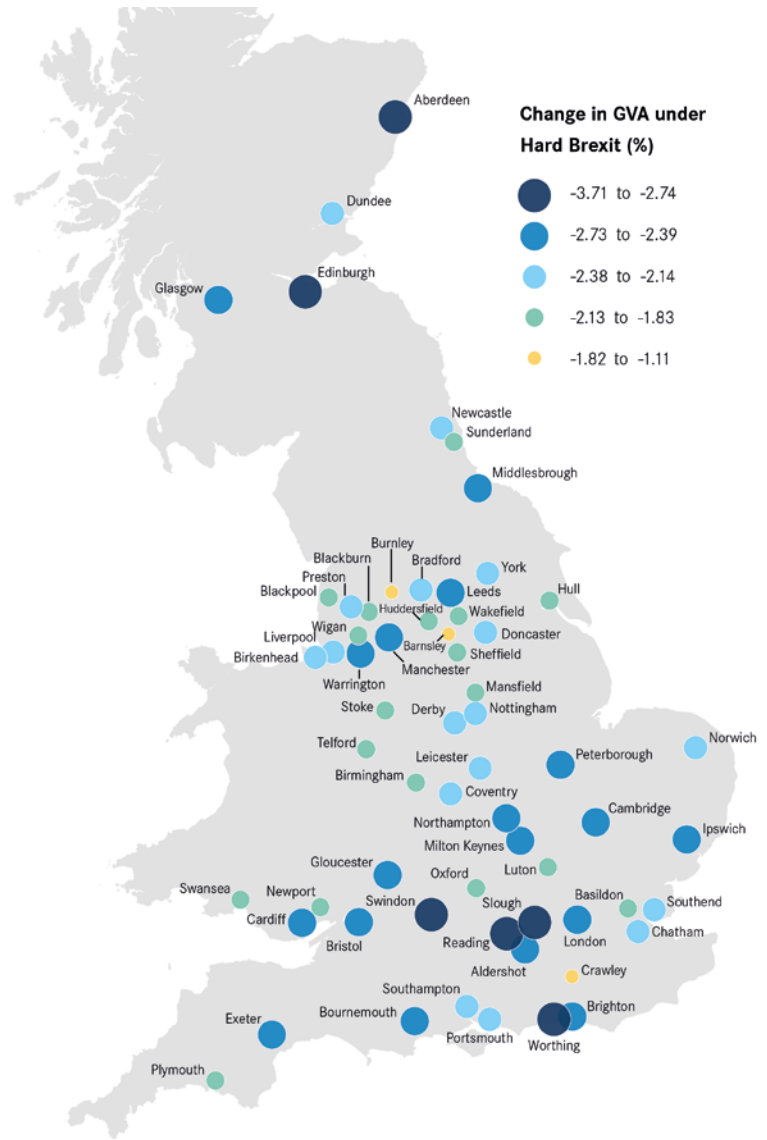 Aberdeen
Change in GVA under
Hard Brexit (%)
-3.71 to -2.74
-2.73 to -2.39
-2.38 to -2.14
-2.13 to -1.83
-1.82 to -1.11
Dundee
Edinburgh
Glasgow
Newcastle
Sunderland
Middlesbrough
Burnley
Blackburn
Bradford
Preston
York
Blackpool
Leeds
Hull
Huddersfield
Wakefield
Wigan
Liverpool
Doncaster
Barnsley
Birkenhead
Sheffield
Manchester
Warrington
Mansfield
Stoke
Derby
Nottingham
Telford
Norwich
Leicester
Peterborough
Birmingham
Coventry
Cambridge
Northampton
Ipswich
Milton Keynes
Gloucester
Luton
Oxford
Swansea
Newport
Swindon
Slough
Basildon
Southend
Cardiff
Chatham
Bristol
Reading
London
Aldershot
Crawley
Southampton
Brighton
Bournemouth
Exeter
Portsmouth
Worthing
Plymouth